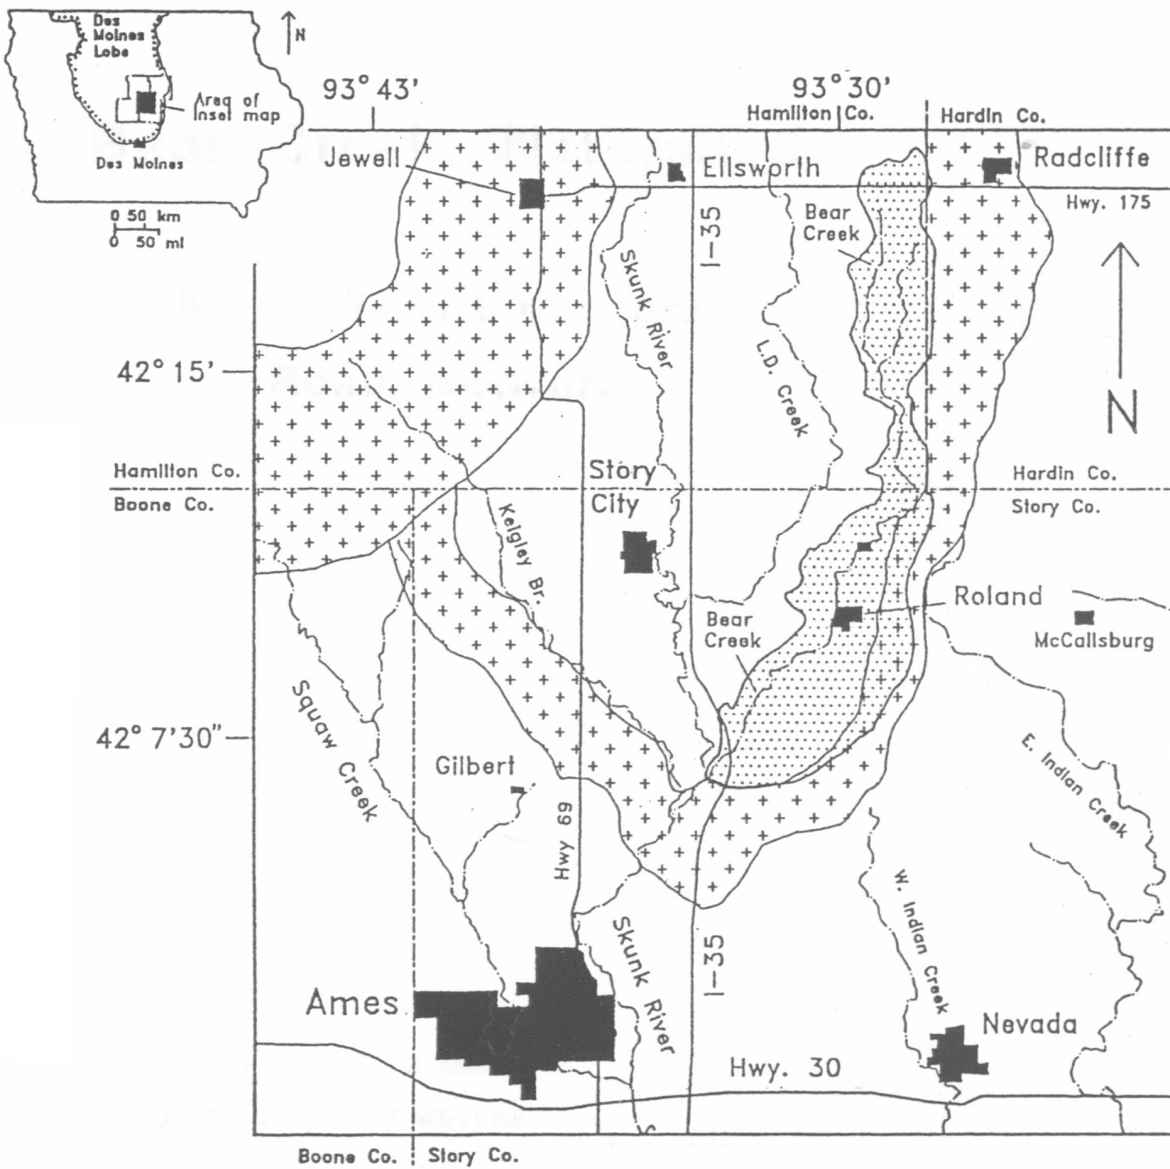 Des
Moines
Lobe
N
Area of
Inset map
Des Moines
0 50 km
0 50 mi
93° 43'
93° 30'
Hamilton Co.
Hardin Co.
Jewell
Ellsworth
Radcliffe
Hwy. 175
I-35
Bear
Creek
Skunk River
L.D. Creek
42° 15'
N
Hamilton Co.
Boone Co.
Story
City
Hardin Co.
Story Co.
Keigley Br.
Roland
McCallsburg
Bear
Creek
Squaw Creek
42° 7'30"
Gilbert
E. Indian Creek
Hwy 69
W. Indian Creek
Skunk River
I-35
Ames
Nevada
Hwy. 30
Boone Co.
Story Co.